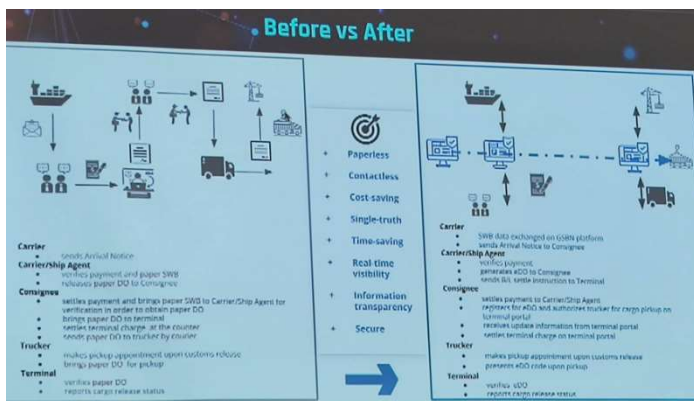 Before vs After
Carrier
sends Arrival Notice
Carrier/Ship Agent
verifies payment and paper SWB
releases paper DO to Consignee
Consignee
settles payment and brings paper SWB to Carrier/Ship Agent for
verification in order to obtain paper DO
brings paper DO to terminal
settles terminal charge at the counter
sends paper DO to trucker by courier
Trucker
makes pickup appointment upon customs release
brings paper DO for pickup
Terminal
verifies paper DO
reports cargo release status
+ Paperless
+ Contactless
+ Cost-saving
+ Single-truth
+ Time-saving
+ Real-time
visibility
+ Information
transparency
+ Secure
Carrier
SWB data exchanged on GSBN platform
sends Arrival Notice to Consignee
Carrier/Ship Agent
verifies payment
generates eDO to Consignee
sends settle instruction to Terminal
Consignee
settles payment to Carrier/Ship Agent
registers for eDO and authorizes trucker for cargo pickup on
terminal portal
receives update information from terminal portal
settles terminal charge on terminal portal
Trucker
makes pickup appointment upon customs release
presents eDO code upon pickup
Terminal
verifies eDO
reports cargo release status